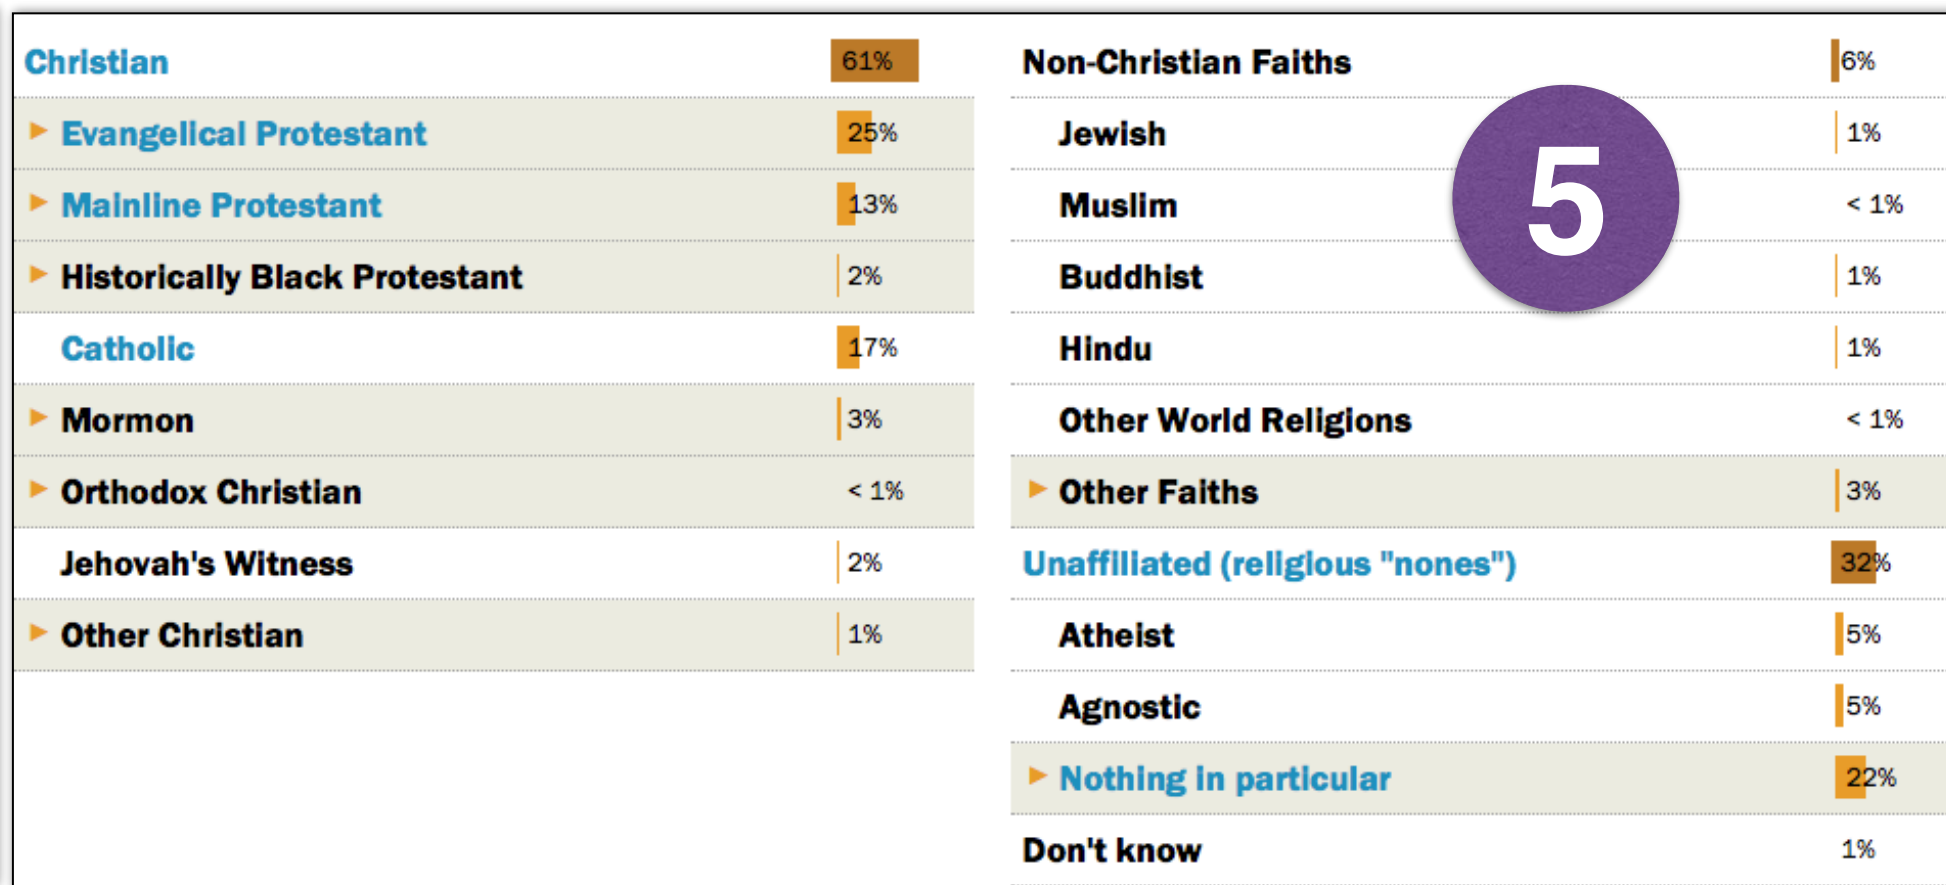 Christian 61%
Evangelical Protestant 25%
Mainline Protestant 13%
Historically Black Protestant 2%
Catholic 17%
Mormon 3%
Orthodox Christian < 1%
Jehovah's Witness 2%
Other Christian 1%
Non-Christian Faiths 6%
Jewish 1%
Muslim < 1%
Buddhist 1%
Hindu 1%
Other World Religions < 1%
Other Faiths 3%
Unaffiliated (religious "nones") 32%
Atheist 5%
Agnostic 5%
Nothing in particular 22%
Don't know 1%
5